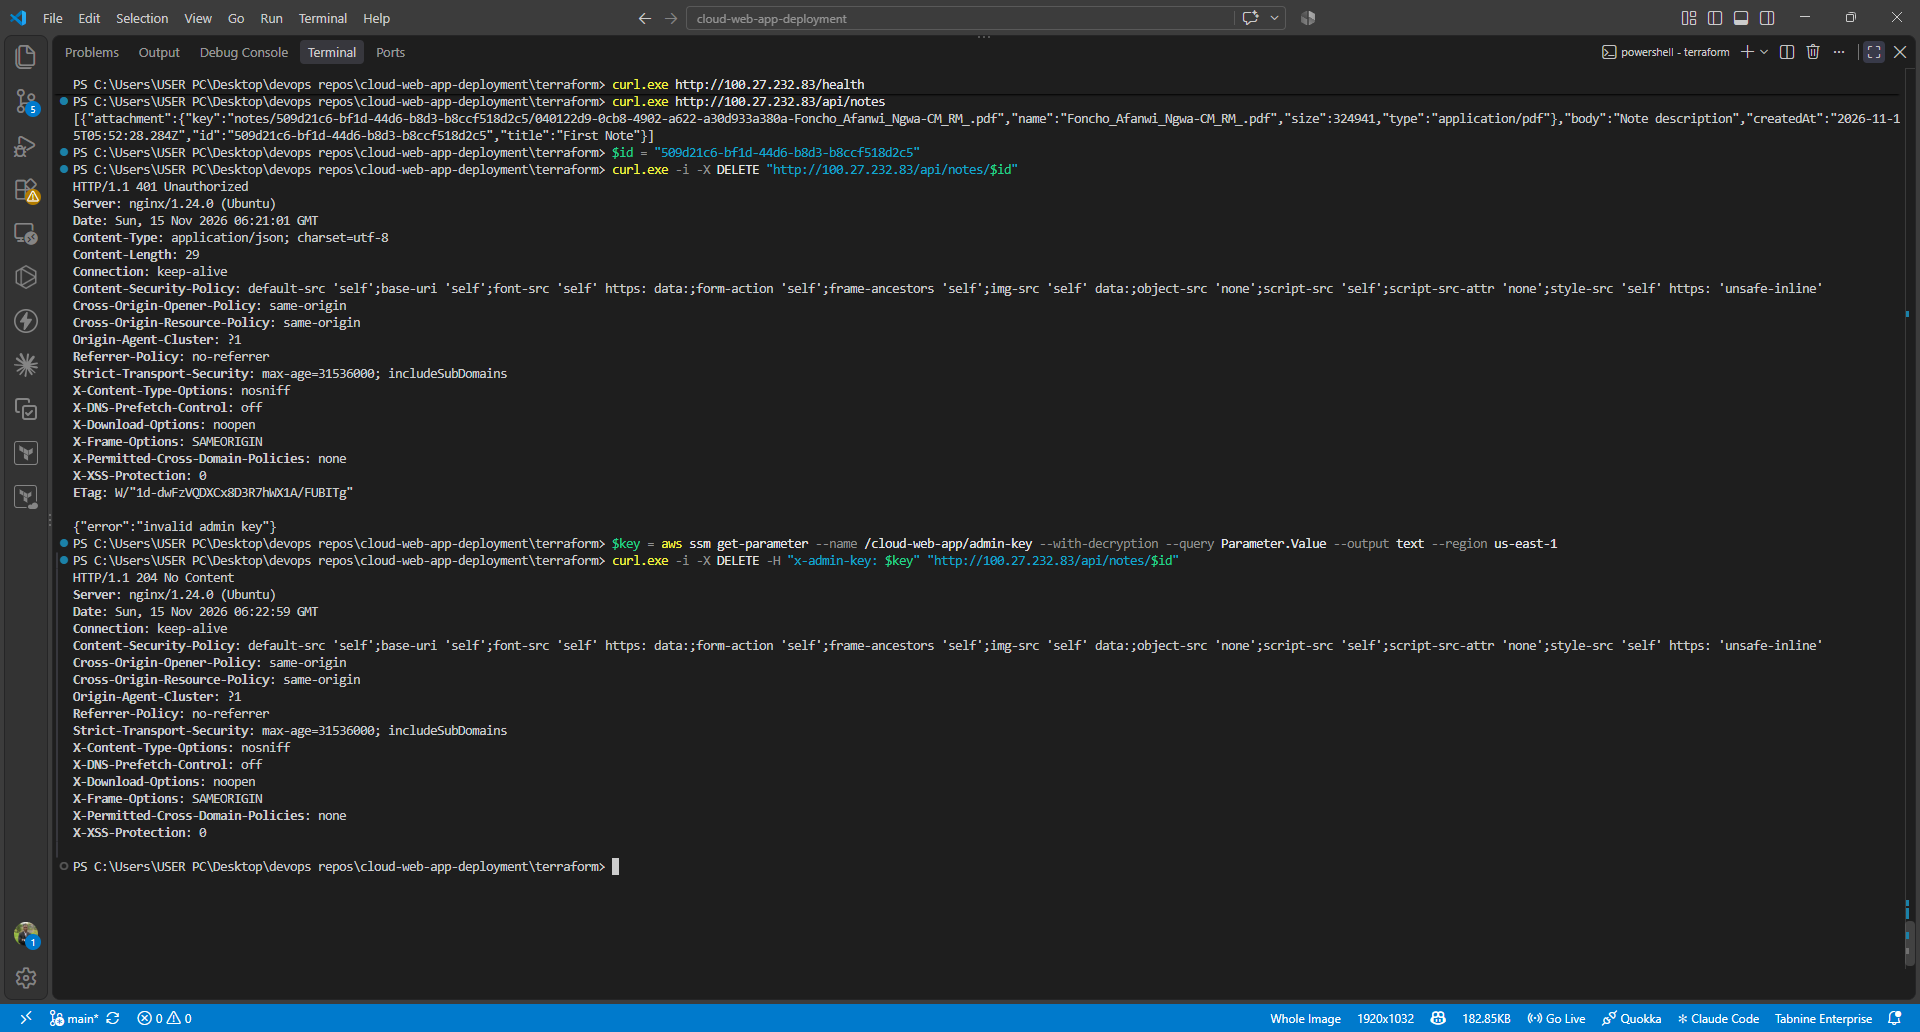 File Edit Selection View Go Run Terminal Help
cloud-web-app-deployment
Problems Output Debug Console Terminal Ports
powershell - terraform
PS C:\Users\USER PC\Desktop\devops repos\cloud-web-app-deployment\terraform> curl.exe http://100.27.232.83/health
PS C:\Users\USER PC\Desktop\devops repos\cloud-web-app-deployment\terraform> curl.exe http://100.27.232.83/api/notes
[{"attachment":{"key":"notes/509d21c6-bf1d-44d6-b8d3-b8ccf518d2c5/040122d9-0cb8-4902-a622-a30d933a380a-Foncho_Afanwi_Ngwa-CM_RM_.pdf","name":"Foncho_Afanwi_Ngwa-CM_RM_.pdf","size":324941,"type":"application/pdf"},"body":"Note description","createdAt":"2026-11-1
5T05:52:28.284Z","id":"509d21c6-bf1d-44d6-b8d3-b8ccf518d2c5","title":"First Note"}]
PS C:\Users\USER PC\Desktop\devops repos\cloud-web-app-deployment\terraform> $id = "509d21c6-bf1d-44d6-b8d3-b8ccf518d2c5"
PS C:\Users\USER PC\Desktop\devops repos\cloud-web-app-deployment\terraform> curl.exe -i -X DELETE "http://100.27.232.83/api/notes/$id"
HTTP/1.1 401 Unauthorized
Server: nginx/1.24.0 (Ubuntu)
Date: Sun, 15 Nov 2026 06:21:01 GMT
Content-Type: application/json; charset=utf-8
Content-Length: 29
Connection: keep-alive
Content-Security-Policy: default-src 'self';base-uri 'self';font-src 'self' https: data:;form-action 'self';frame-ancestors 'self';img-src 'self' data:;object-src 'none';script-src 'self';script-src-attr 'none';style-src 'self' https: 'unsafe-inline'
Cross-Origin-Opener-Policy: same-origin
Cross-Origin-Resource-Policy: same-origin
Origin-Agent-Cluster: ?1
Referrer-Policy: no-referrer
Strict-Transport-Security: max-age=31536000; includeSubDomains
X-Content-Type-Options: nosniff
X-DNS-Prefetch-Control: off
X-Download-Options: noopen
X-Frame-Options: SAMEORIGIN
X-Permitted-Cross-Domain-Policies: none
X-XSS-Protection: 0
ETag: W/"1d-dwFzVQDXCx8D3R7hWX1A/FUBITg"
{"error":"invalid admin key"}
PS C:\Users\USER PC\Desktop\devops repos\cloud-web-app-deployment\terraform> $key = aws ssm get-parameter --name /cloud-web-app/admin-key --with-decryption --query Parameter.Value --output text --region us-east-1
PS C:\Users\USER PC\Desktop\devops repos\cloud-web-app-deployment\terraform> curl.exe -i -X DELETE -H "x-admin-key: $key" "http://100.27.232.83/api/notes/$id"
HTTP/1.1 204 No Content
Server: nginx/1.24.0 (Ubuntu)
Date: Sun, 15 Nov 2026 06:22:59 GMT
Connection: keep-alive
Content-Security-Policy: default-src 'self';base-uri 'self';font-src 'self' https: data:;form-action 'self';frame-ancestors 'self';img-src 'self' data:;object-src 'none';script-src 'self';script-src-attr 'none';style-src 'self' https: 'unsafe-inline'
Cross-Origin-Opener-Policy: same-origin
Cross-Origin-Resource-Policy: same-origin
Origin-Agent-Cluster: ?1
Referrer-Policy: no-referrer
Strict-Transport-Security: max-age=31536000; includeSubDomains
X-Content-Type-Options: nosniff
X-DNS-Prefetch-Control: off
X-Download-Options: noopen
X-Frame-Options: SAMEORIGIN
X-Permitted-Cross-Domain-Policies: none
X-XSS-Protection: 0
PS C:\Users\USER PC\Desktop\devops repos\cloud-web-app-deployment\terraform>
5
1
main* 0 0 Whole Image 1920x1032 182.85KB Go Live Quokka Claude Code Tabnine Enterprise